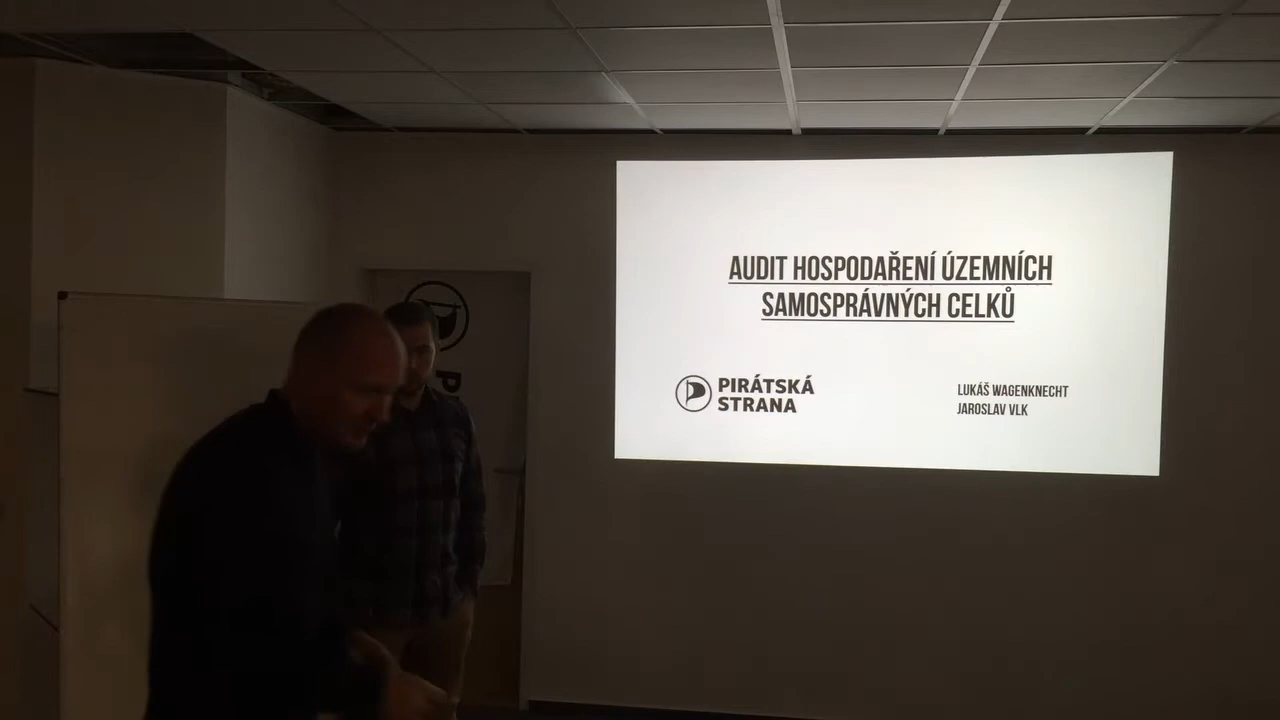 AUDIT HOSPODAŘENÍ ÚZEMNÍCH
SAMOSPRÁVNÝCH CELKŮ
PIRÁTSKÁ
STRANA
LUKÁŠ WAGENKNECHT
JAROSLAV VLK
P